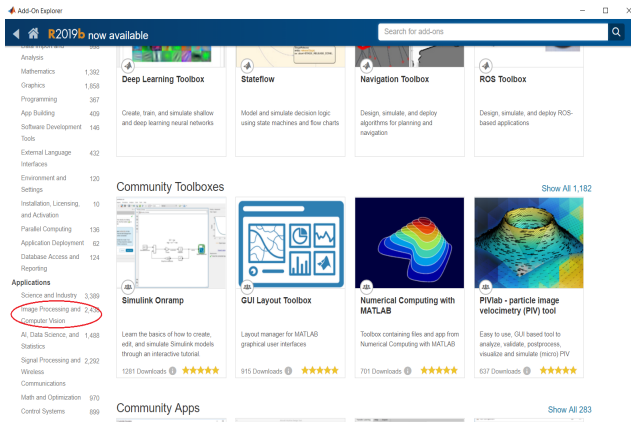 Add-On Explorer
R2019b now available
Search for add-ons
Analysis
Mathematics 1,392
Graphics 1,858
Programming 367
App Building 409
Software Development 146
Tools
External Language 432
Interfaces
Environment and 120
Settings
Installation, Licensing, 10
and Activation
Parallel Computing 136
Application Deployment 62
Database Access and 124
Reporting
Applications
Science and Industry 3,389
Image Processing and
Computer Vision
AI, Data Science, and 1,488
Statistics
Signal Processing and 2,292
Wireless
Communications
Math and Optimization 970
Control Systems 899
Deep Learning Toolbox
Create, train, and simulate shallow
and deep learning neural networks
Stateflow
Model and simulate decision logic
using state machines and flow charts
Navigation Toolbox
Design, simulate, and deploy
algorithms for planning and
navigation
ROS Toolbox
Design, simulate, and deploy ROS-
based applications
Community Toolboxes
Show All 1,182
Simulink Onramp
Learn the basics of how to create,
edit, and simulate Simulink models
through an interactive tutorial.
1281 Downloads
GUI Layout Toolbox
Layout manager for MATLAB
graphical user interfaces
915 Downloads
Numerical Computing with
MATLAB
Toolbox containing files and app from
Numerical Computing with MATLAB
701 Downloads
PIVlab - particle image
velocimetry (PIV) tool
Easy to use, GUI based tool to
analyze, validate, postprocess,
visualize and simulate (micro) PIV
637 Downloads
Community Apps
Show All 283